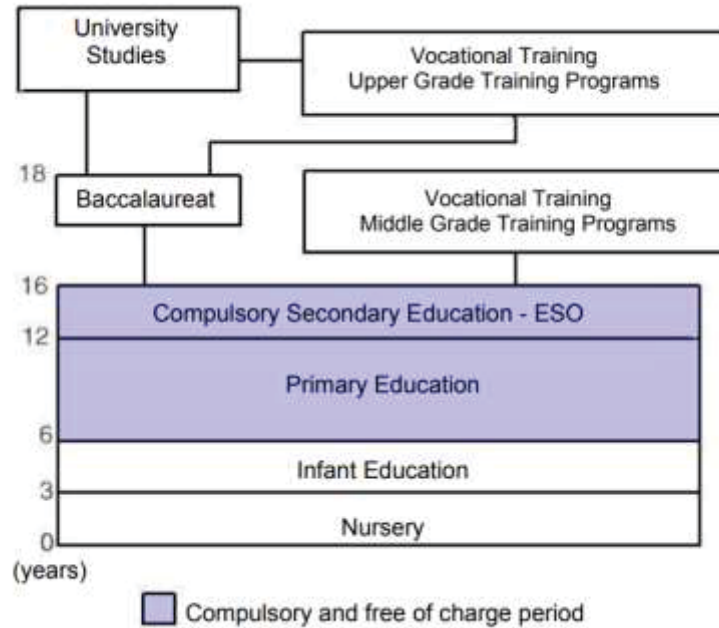 University
Studies
Vocational Training
Upper Grade Training Programs
18
Baccalaureat
Vocational Training
Middle Grade Training Programs
16
Compulsory Secondary Education - ESO
12
Primary Education
6
Infant Education
3
Nursery
0
(years)
Compulsory and free of charge period